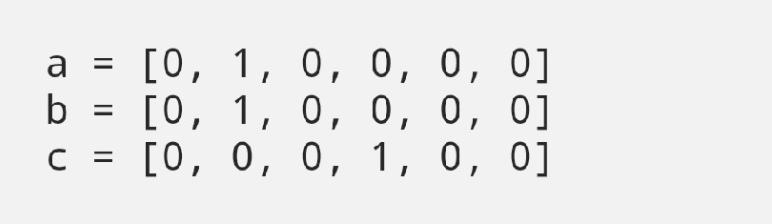 a = [0, 1, 0, 0, 0, 0]
b = [0, 1, 0, 0, 0, 0]
c = [0, 0, 0, 1, 0, 0]